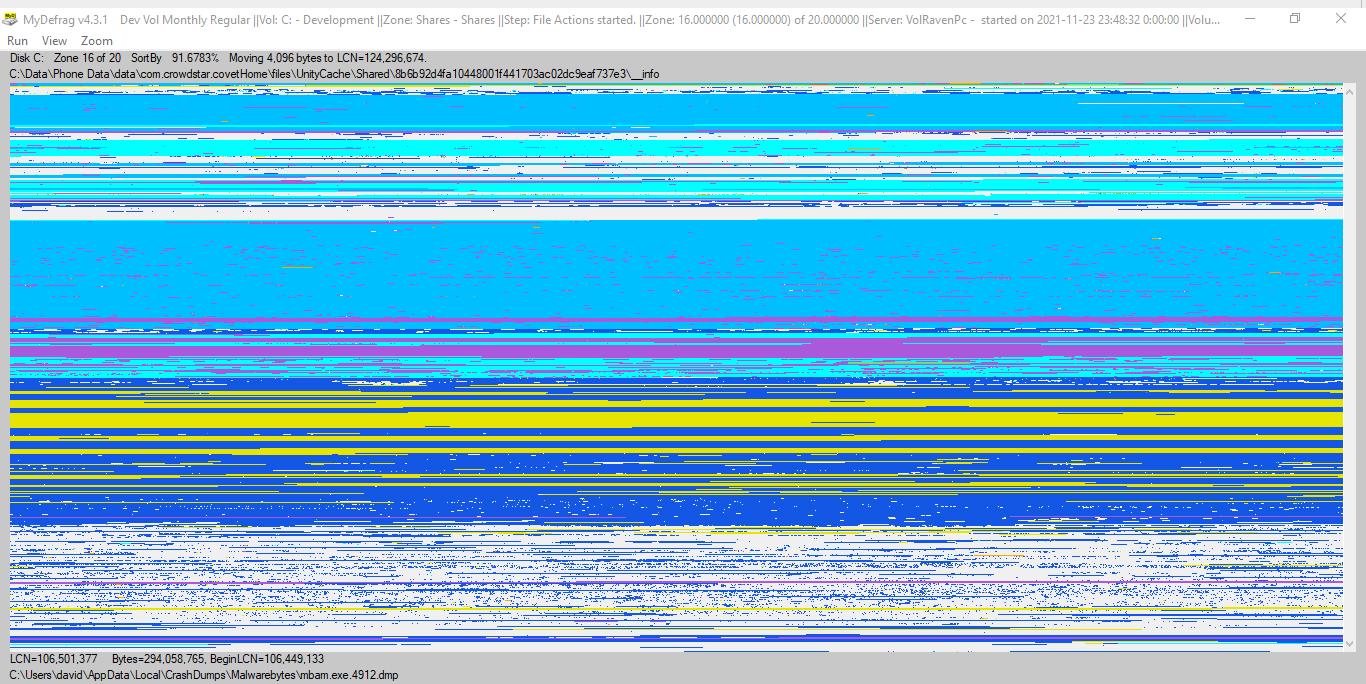 MyDefrag v4.3.1 Dev Vol Monthly Regular ||Vol: C: - Development ||Zone: Shares - Shares ||Step: File Actions started. ||Zone: 16.000000 (16.000000) of 20.000000 ||Server: VolRavenPc - started on 2021-11-23 23:48:32 0:00:00 ||Volu...
Run View Zoom
Disk C: Zone 16 of 20 SortBy 91.6783% Moving 4,096 bytes to LCN=124,296,674.
C:\Data\Phone Data\data\com.crowdstar.covetHome\files\UnityCache\Shared\8b6b92d4fa10448001f441703ac02dc9eaf737e3\__info
LCN=106,501,377 Bytes=294,058,765, BeginLCN=106,449,133
C:\Users\david\AppData\Local\CrashDumps\Malwarebytes\mbam.exe.4912.dmp